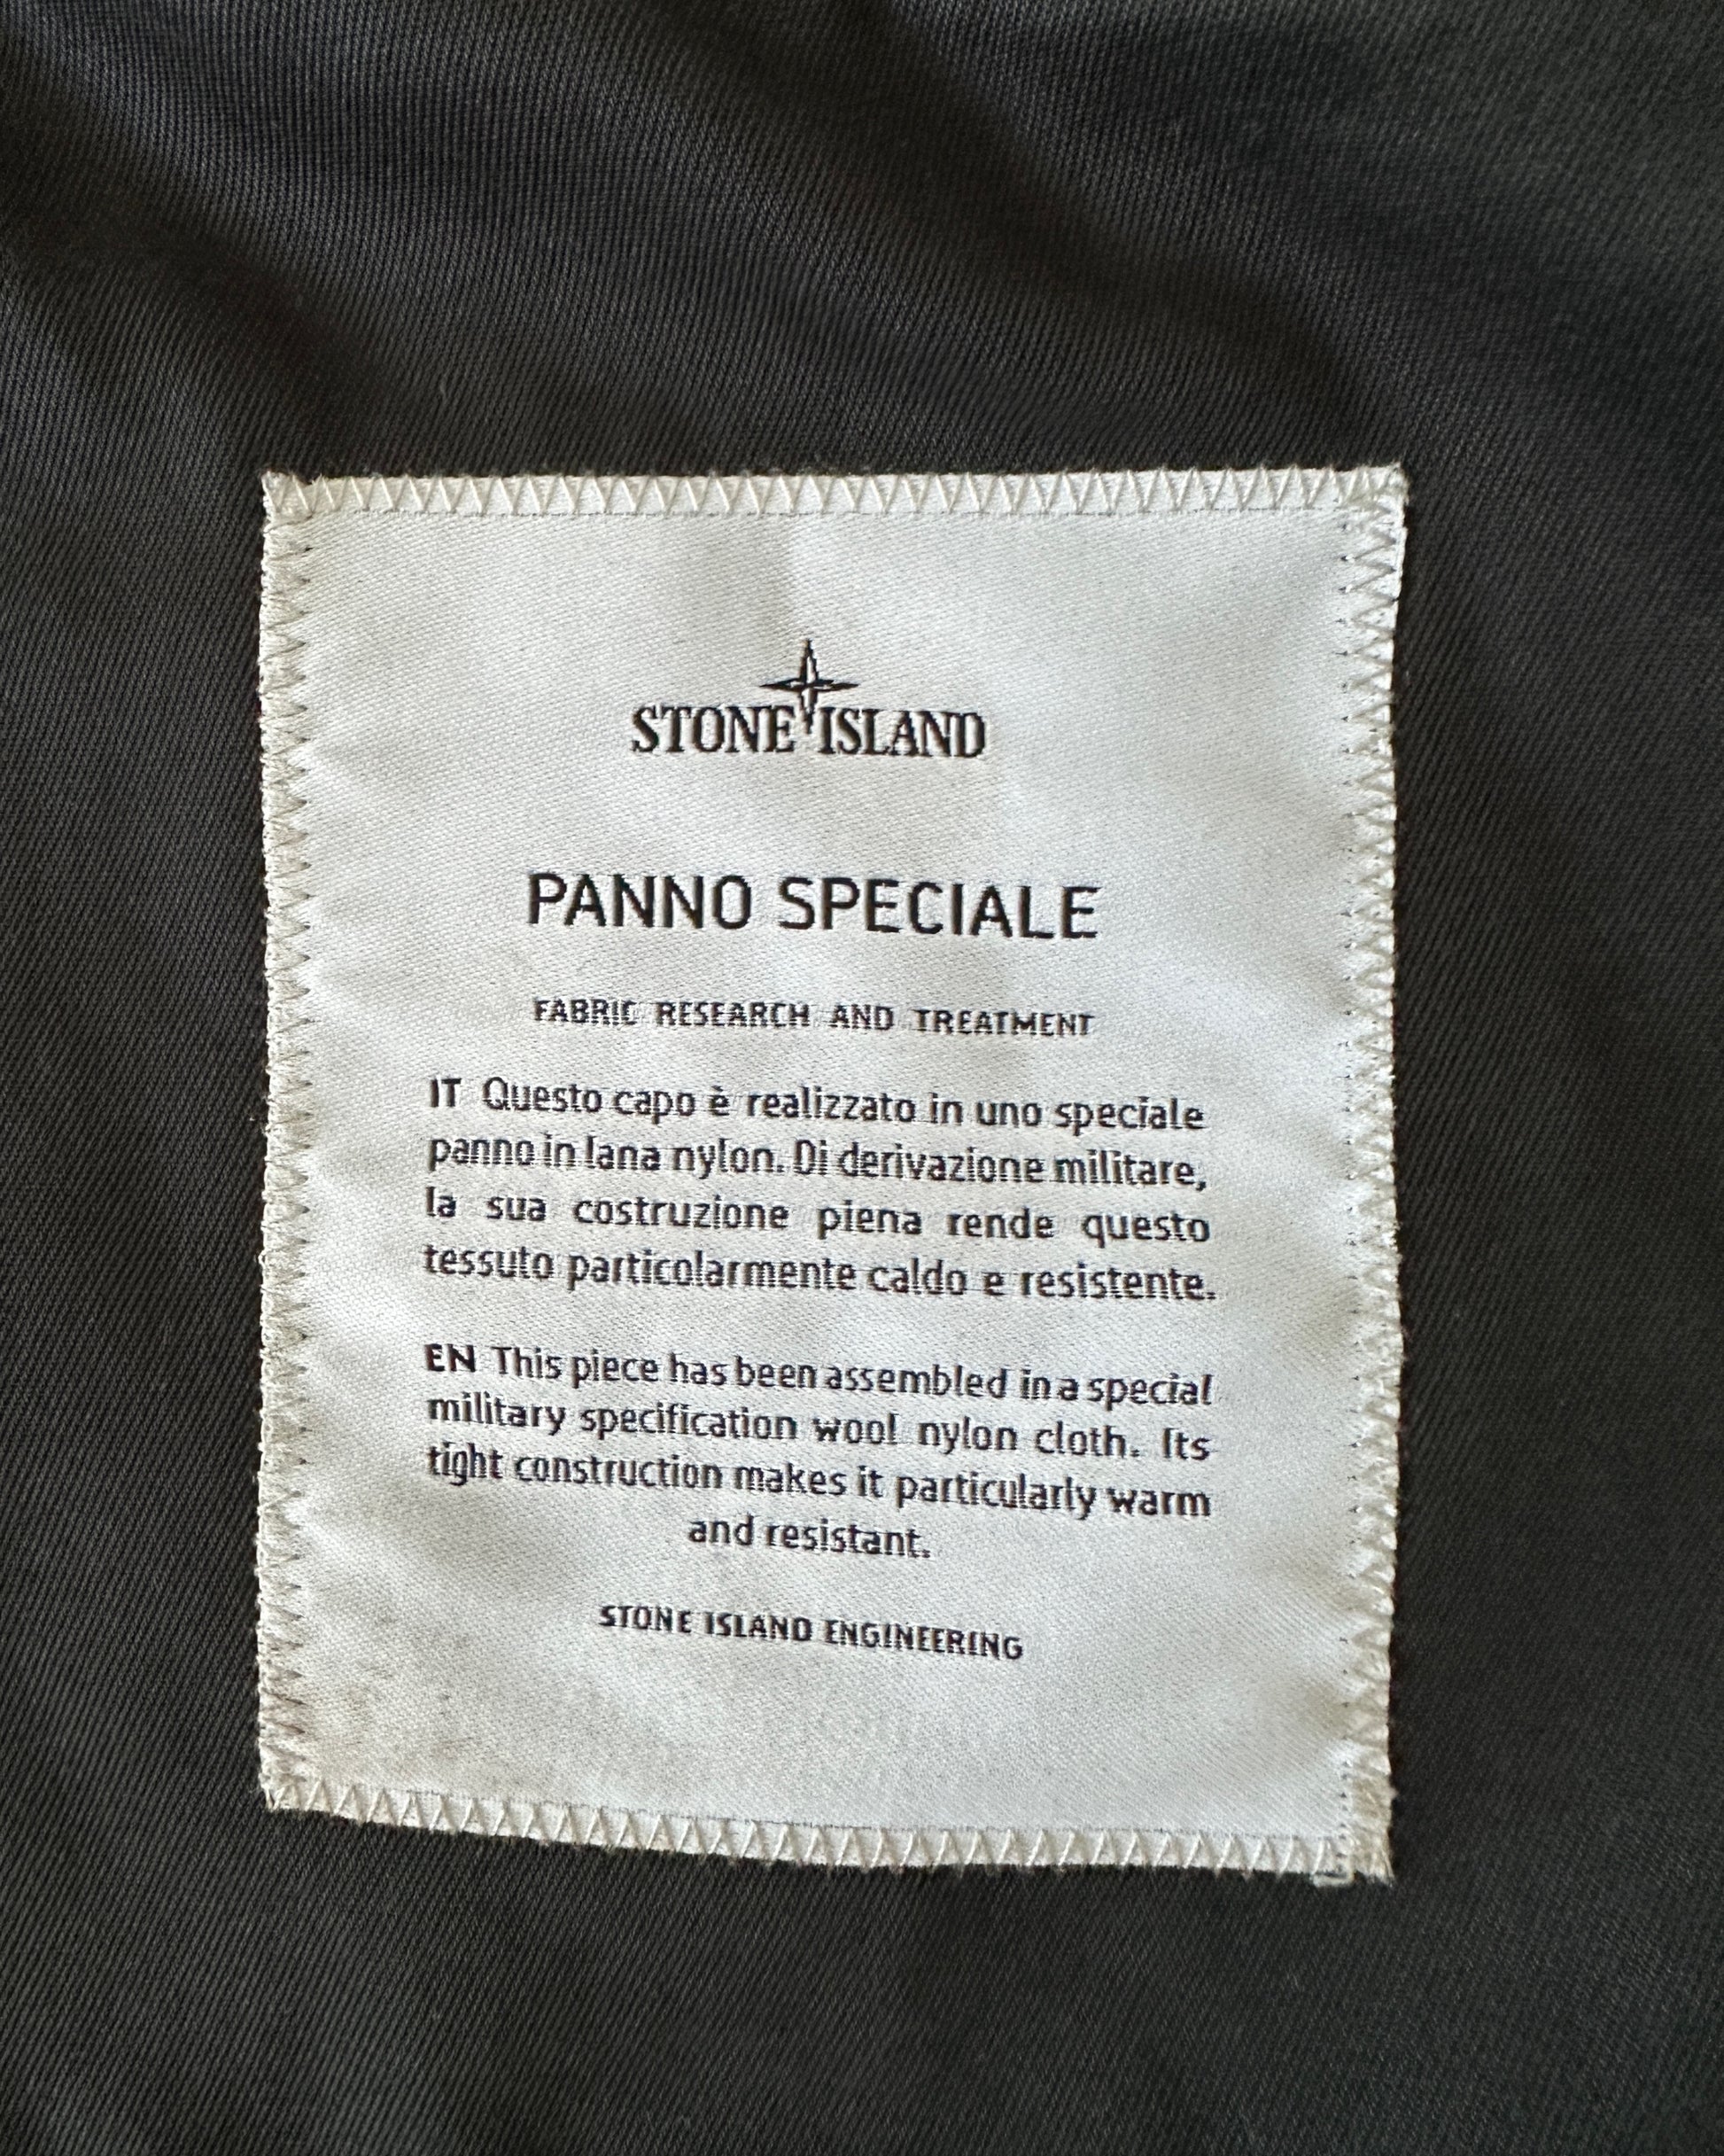 STONE ISLAND
PANNO SPECIALE
FABRIC RESEARCH AND TREATMENT
IT Questo capo è realizzato in uno speciale
panno in lana nylon. Di derivazione militare,
la sua costruzione piena rende questo
tessuto particolarmente caldo e resistente.
EN This piece has been assembled in a special
military specification wool nylon cloth. Its
tight construction makes it particularly warm
and resistant.
STONE ISLAND ENGINEERING